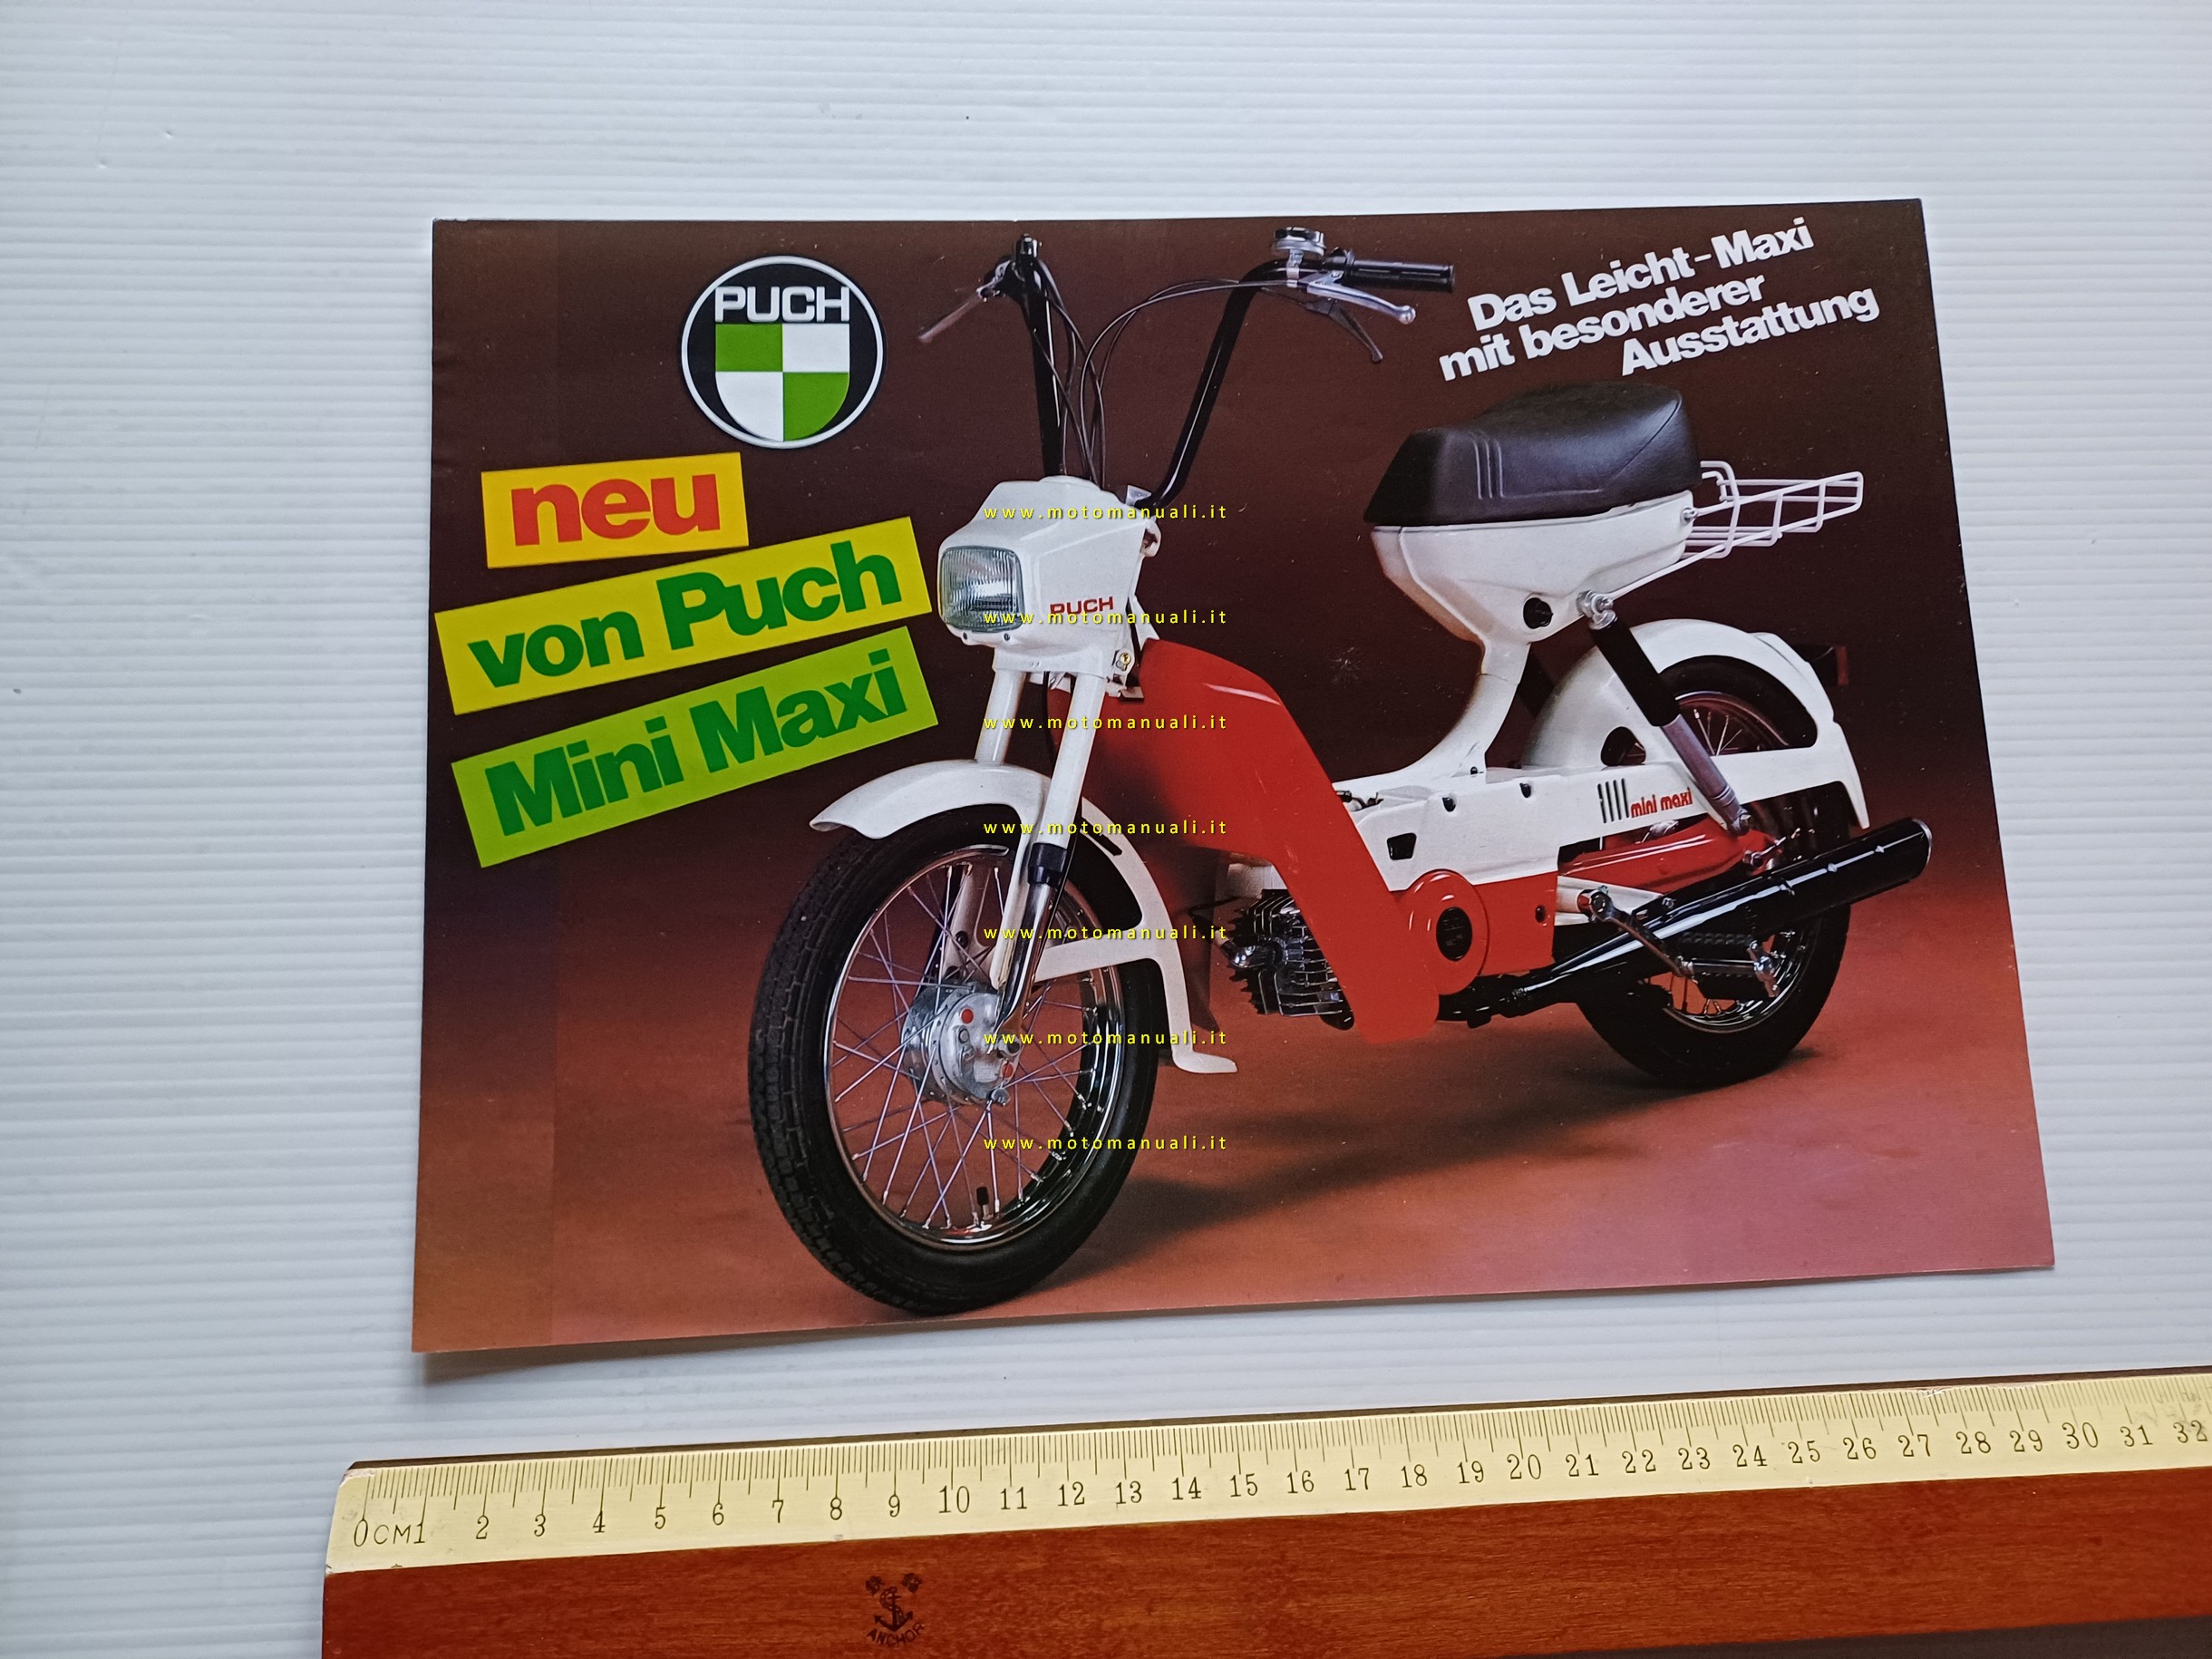 PUCH
Das Leicht-Maxi
mit besonderer
Ausstattung
neu
von Puch
Mini Maxi
PUCH
mini maxi
www.motomanuali.it
www.motomanuali.it
www.motomanuali.it
www.motomanuali.it
www.motomanuali.it
www.motomanuali.it
www.motomanuali.it
0CM1 2 3 4 5 6 7 8 9 10 11 12 13 14 15 16 17 18 19 20 21 22 23 24 25 26 27 28 29 30 31 32
ANCHOR